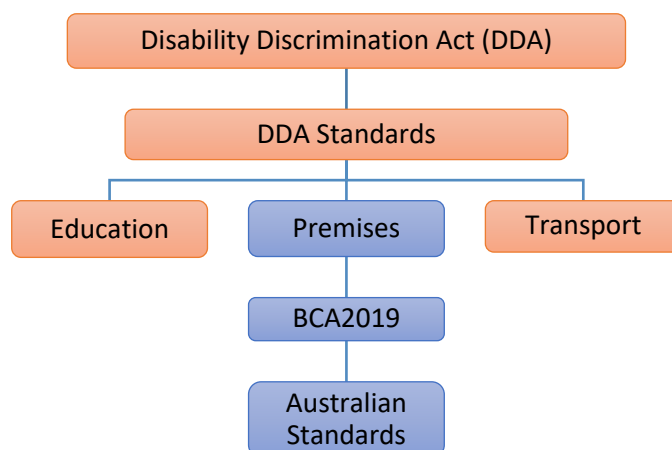 Disability Discrimination Act (DDA)
DDA Standards
Education
Premises
Transport
BCA2019
Australian
Standards